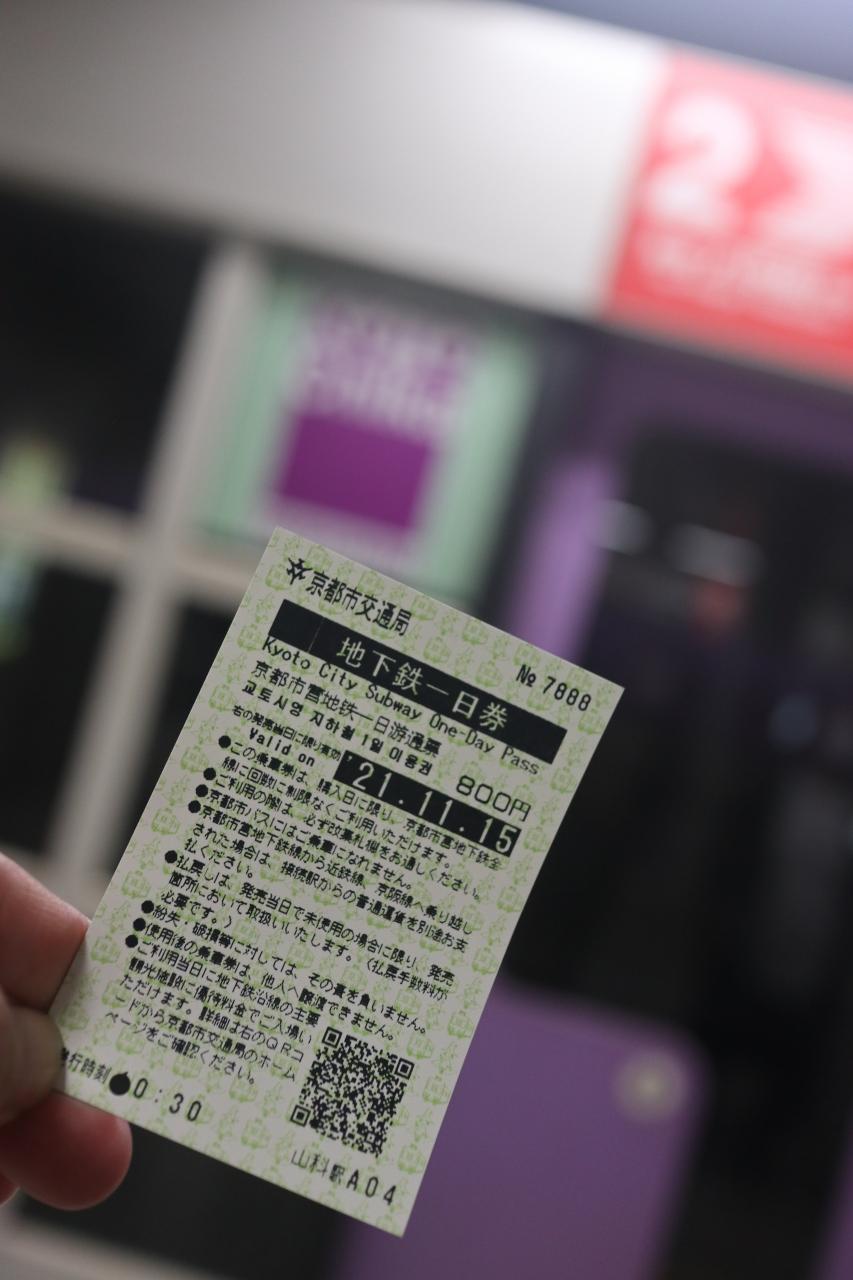 京都市交通局
№ 7888
地下鉄一日券
Kyoto City Subway One-Day Pass
京都市营地铁一日游通票
교토시영 지하철 1일 이용권
800円
右の発売当日に限り有効
Valid on
'21.11.15
●この乗車券は、購入日に限り、京都市営地下鉄全
線に回数に制限なくご利用いただけます。
●ご利用の際は、必ず改札機をお通しください。
●京都市バスにはご乗車になれません。
●京都市営地下鉄線から近鉄線、京阪線へ乗り越し
された場合は、接続駅からの普通運賃を別途お支
払ください。
●払戻しは、発売当日で未使用の場合に限り、発売
箇所において取扱いいたします。（払戻手数料が
必要です。）
●紛失・破損等に対しては、その責を負いません。
●使用後の乗車券は、他人へ譲渡できません。
●ご利用当日に地下鉄沿線の主要
観光施設に優待料金でご入場い
ただけます。詳細は右のQRコ
ードから京都市交通局のホーム
ページをご確認ください。
行時刻 0:30
山科駅A04
2